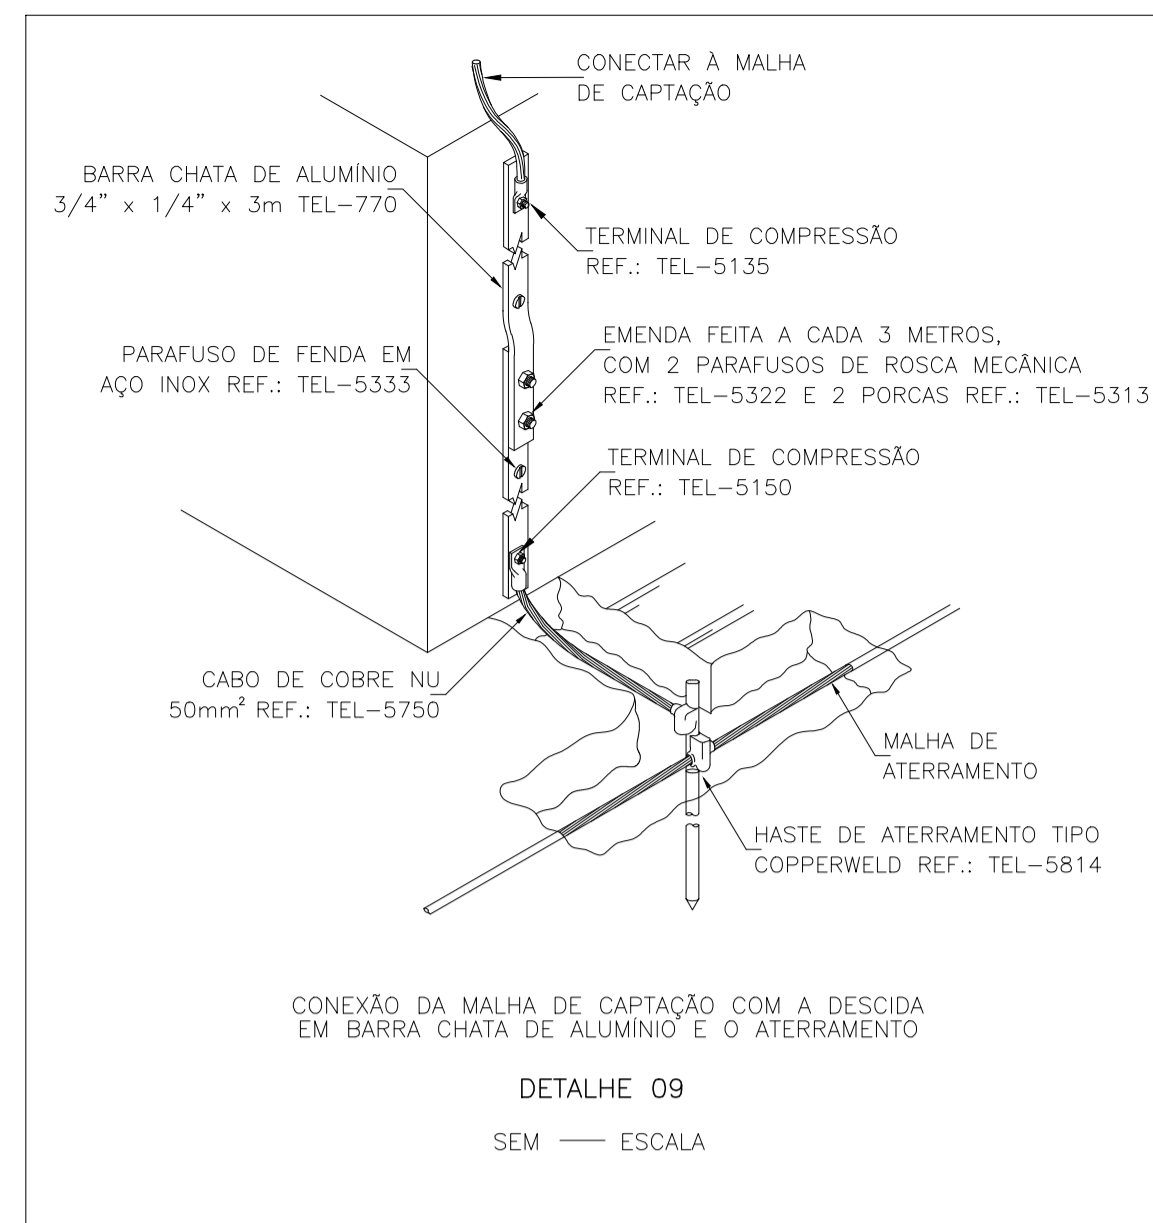 CONECTAR À MALHA
DE CAPTAÇÃO
BARRA CHATA DE ALUMÍNIO
3/4" x 1/4" x 3m TEL-770
TERMINAL DE COMPRESSÃO
REF.: TEL-5135
EMENDA FEITA A CADA 3 METROS,
COM 2 PARAFUSOS DE ROSCA MECÂNICA
REF.: TEL-5322 E 2 PORCAS REF.: TEL-5313
PARAFUSO DE FENDA EM
AÇO INOX REF.: TEL-5333
TERMINAL DE COMPRESSÃO
REF.: TEL-5150
CABO DE COBRE NU
50mm² REF.: TEL-5750
MALHA DE
ATERRAMENTO
HASTE DE ATERRAMENTO TIPO
COPPERWELD REF.: TEL-5814
CONEXÃO DA MALHA DE CAPTAÇÃO COM A DESCIDA
EM BARRA CHATA DE ALUMÍNIO E O ATERRAMENTO
DETALHE 09
SEM — ESCALA